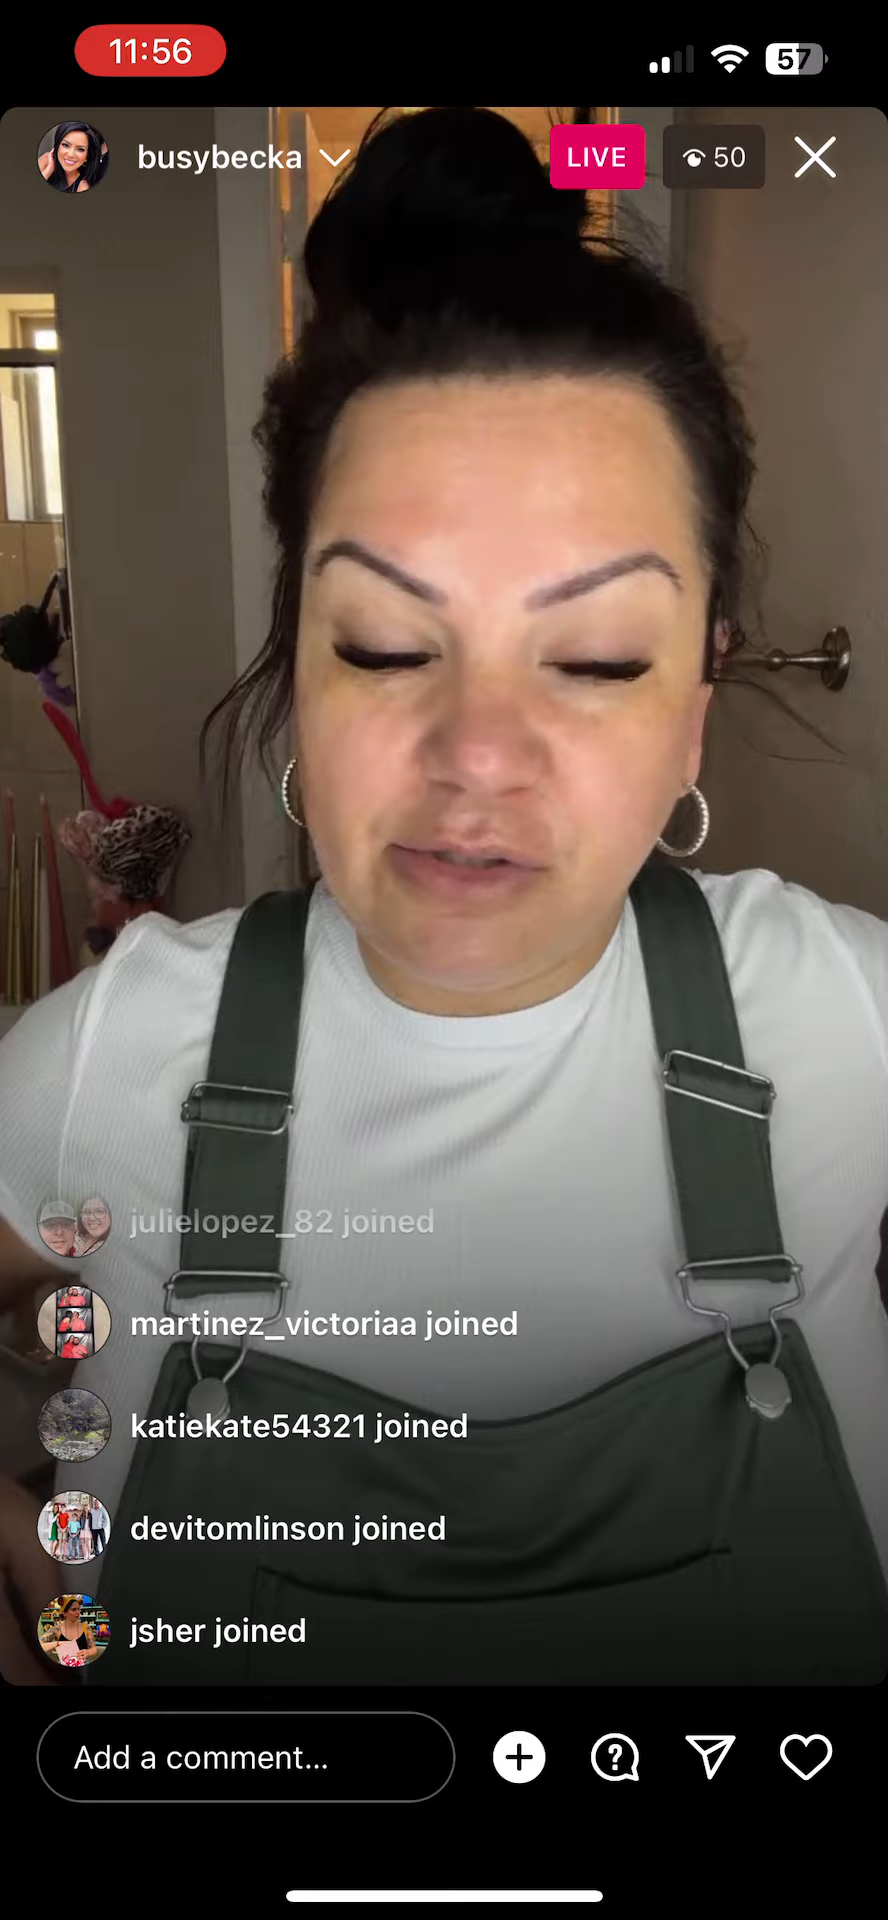 11:56
57
busybecka
LIVE
50
julielopez_82 joined
martinez_victoriaa joined
katiekate54321 joined
devitomlinson joined
jsher joined
Add a comment...